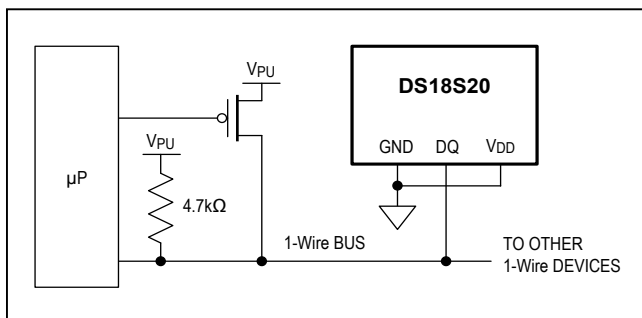 VPU
DS18S20
VPU
GND DQ VDD
µP
4.7kΩ
1-Wire BUS
TO OTHER
1-Wire DEVICES